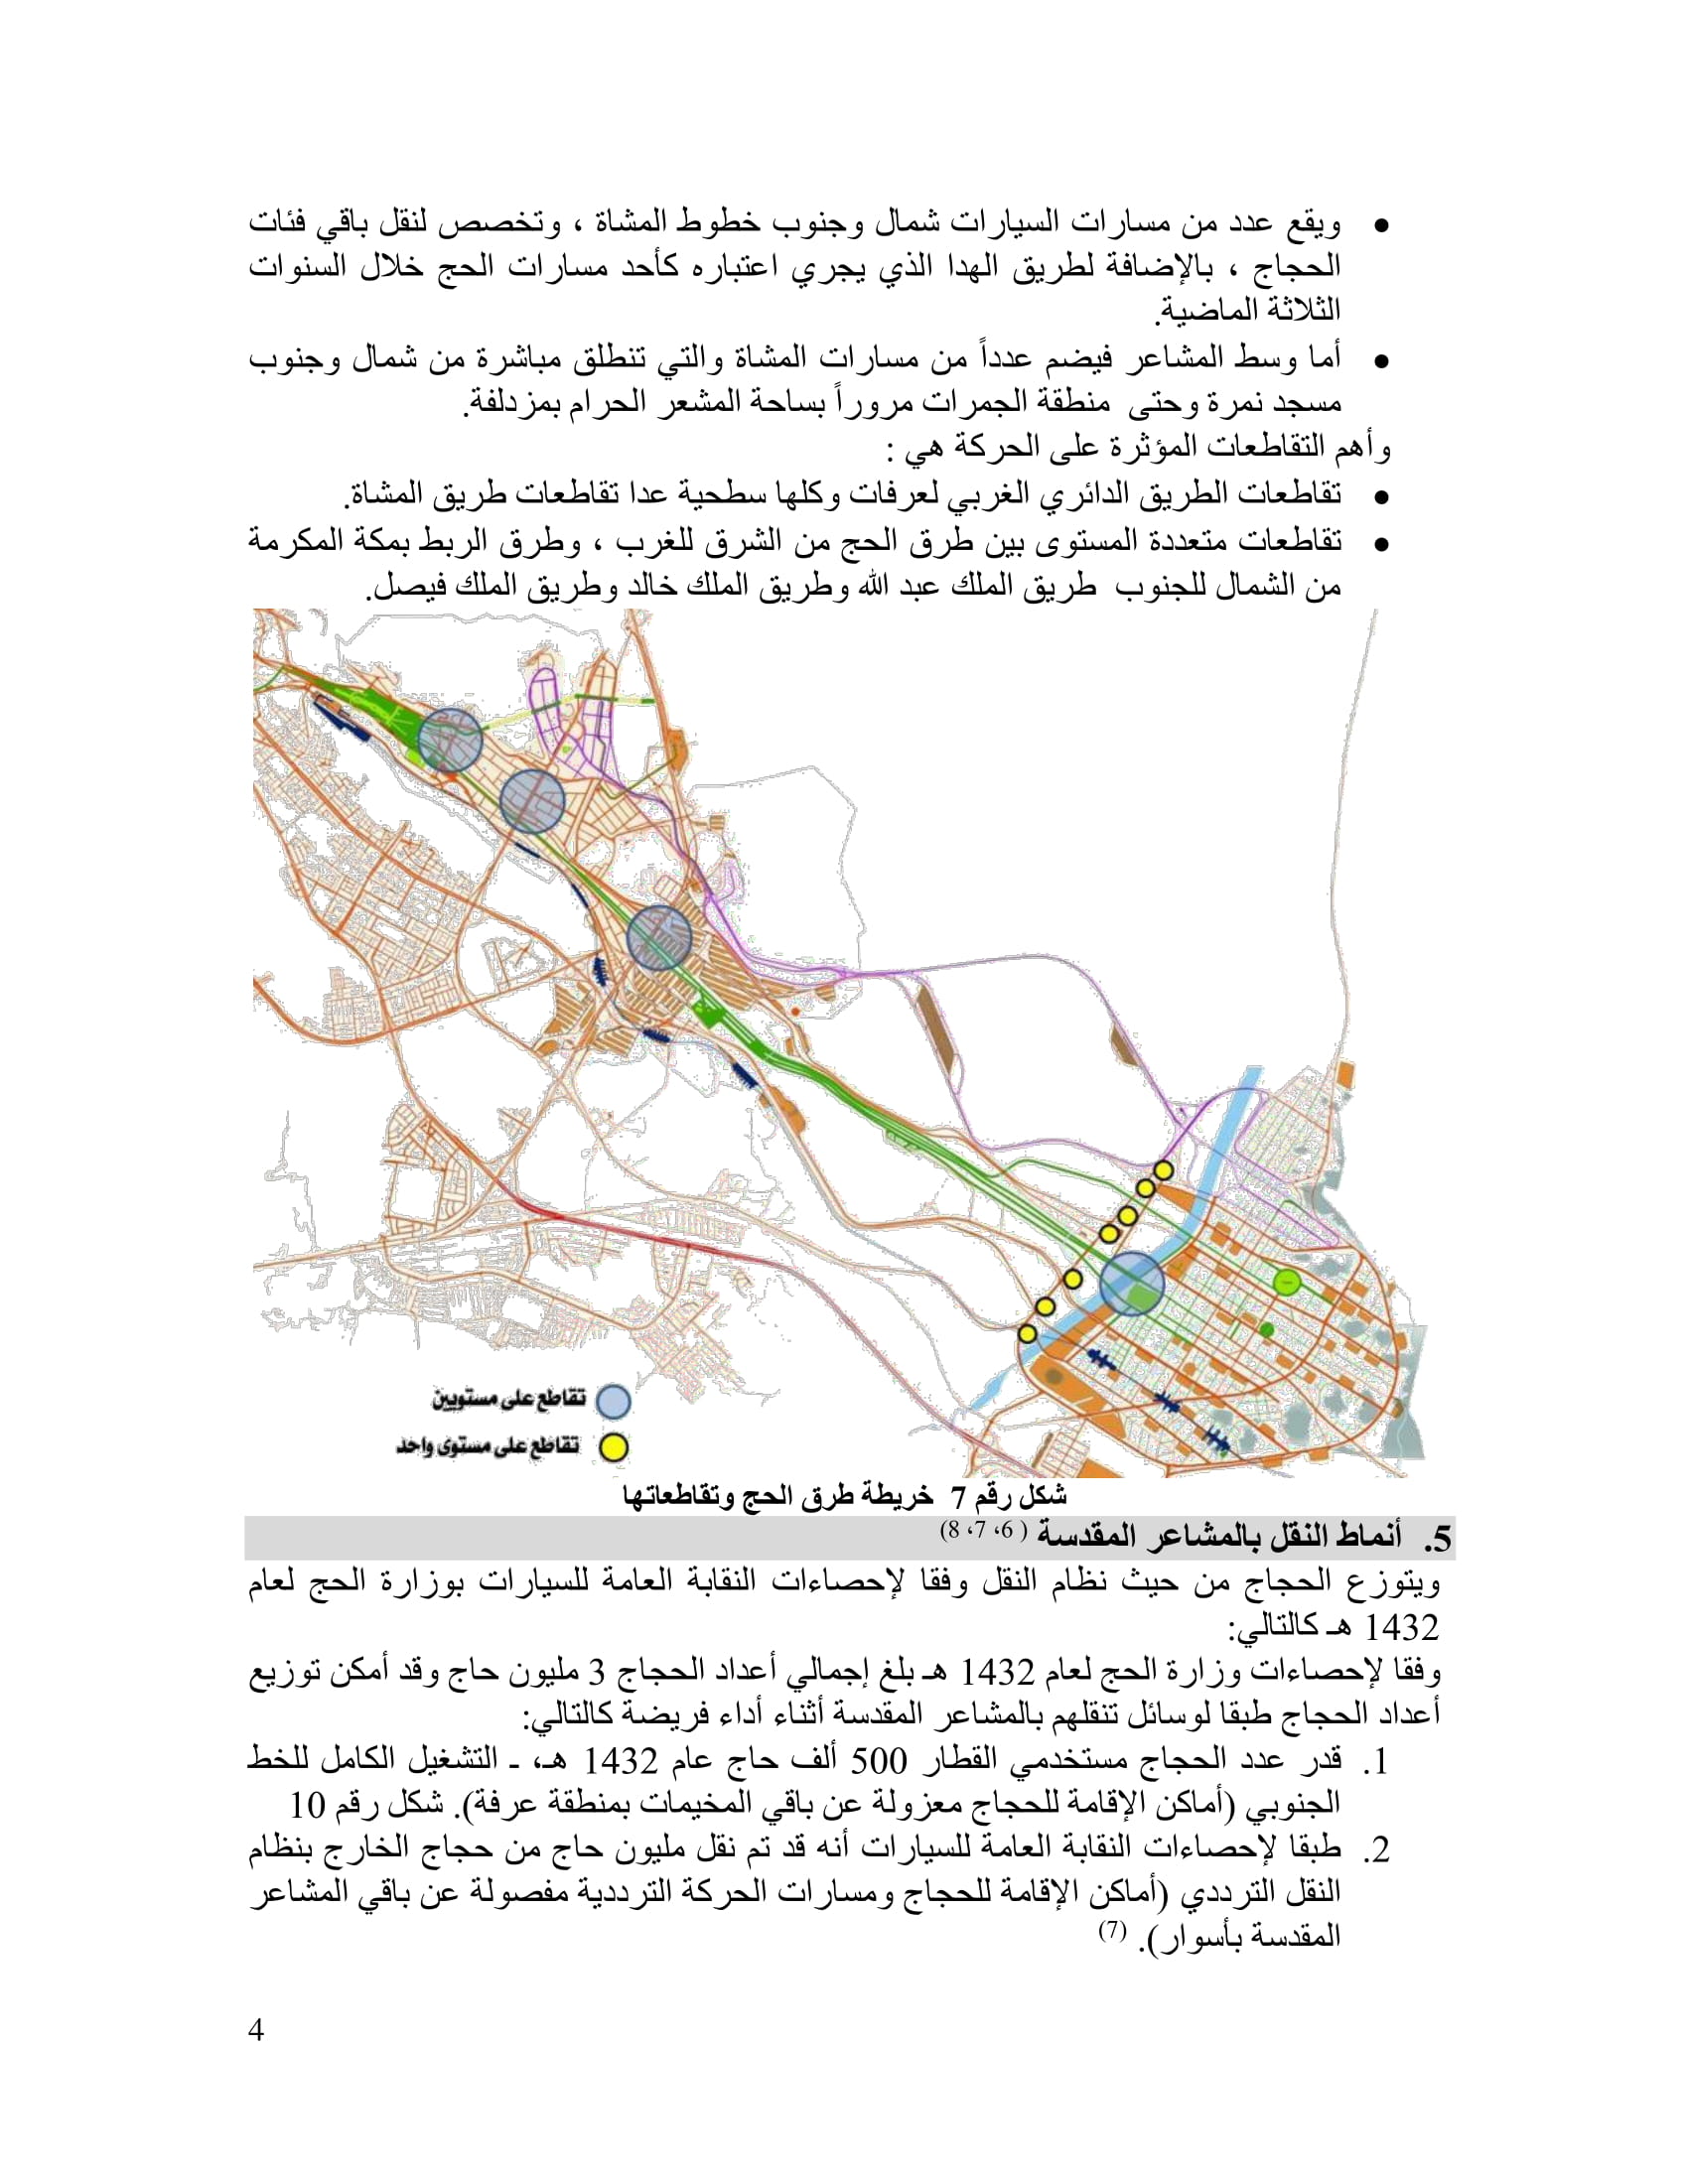 • ويقع عدد من مسارات السيارات شمال وجنوب خطوط المشاة ، وتخصص لنقل باقي فئات
الحجاج ، بالإضافة لطريق الهدا الذي يجري اعتباره كأحد مسارات الحج خلال السنوات
الثلاثة الماضية.
• أما وسط المشاعر فيضم عدداً من مسارات المشاة والتي تنطلق مباشرة من شمال وجنوب
مسجد نمرة وحتى منطقة الجمرات مروراً بساحة المشعر الحرام بمزدلفة.
وأهم التقاطعات المؤثرة على الحركة هي :
• تقاطعات الطريق الدائري الغربي لعرفات وكلها سطحية عدا تقاطعات طريق المشاة.
• تقاطعات متعددة المستوى بين طرق الحج من الشرق للغرب ، وطرق الربط بمكة المكرمة
من الشمال للجنوب طريق الملك عبد الله وطريق الملك خالد وطريق الملك فيصل.
تقاطع على مستويين
تقاطع على مستوى واحد
شكل رقم 7 خريطة طرق الحج وتقاطعاتها
5. أنماط النقل بالمشاعر المقدسة ( 6، 7، 8)
ويتوزع الحجاج من حيث نظام النقل وفقا لإحصاءات النقابة العامة للسيارات بوزارة الحج لعام
1432 هـ كالتالي:
وفقا لإحصاءات وزارة الحج لعام 1432 هـ بلغ إجمالي أعداد الحجاج 3 مليون حاج وقد أمكن توزيع
أعداد الحجاج طبقا لوسائل تنقلهم بالمشاعر المقدسة أثناء أداء فريضة كالتالي:
1. قدر عدد الحجاج مستخدمي القطار 500 ألف حاج عام 1432 هـ، ـ التشغيل الكامل للخط
الجنوبي (أماكن الإقامة للحجاج معزولة عن باقي المخيمات بمنطقة عرفة). شكل رقم 10
2. طبقا لإحصاءات النقابة العامة للسيارات أنه قد تم نقل مليون حاج من حجاج الخارج بنظام
النقل الترددي (أماكن الإقامة للحجاج ومسارات الحركة الترددية مفصولة عن باقي المشاعر
المقدسة بأسوار). (7)
4